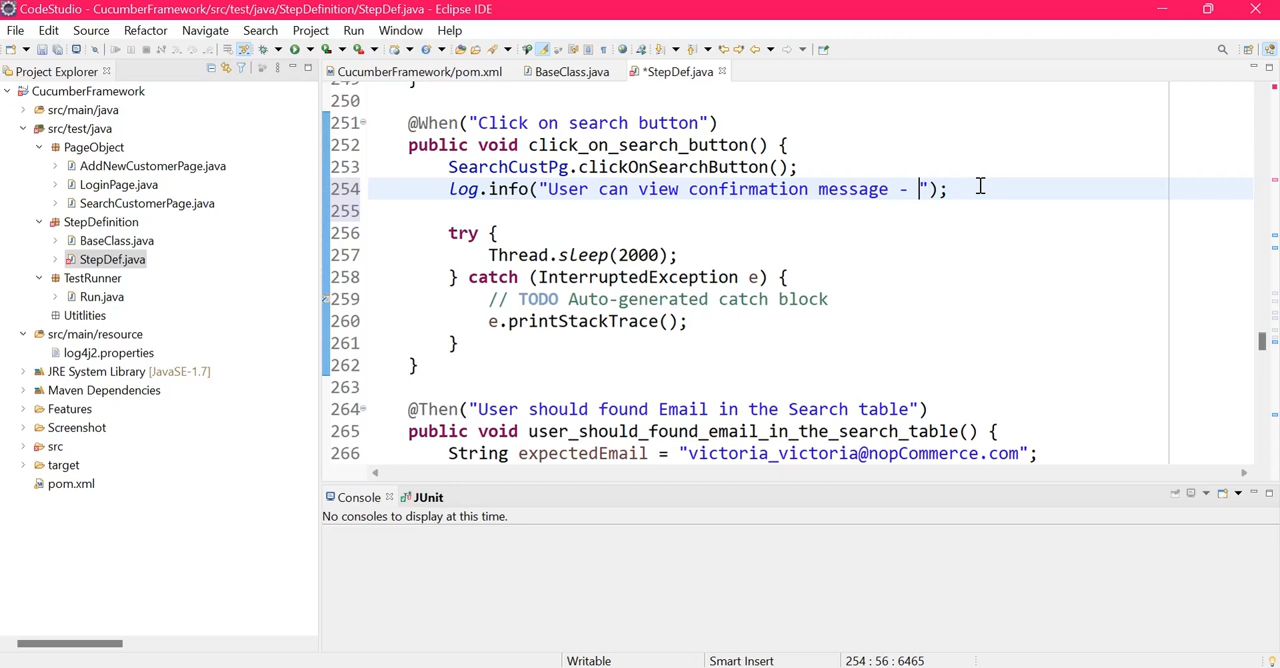 CodeStudio - CucumberFramework/src/test/java/StepDefinition/StepDef.java - Eclipse IDE
File Edit Source Refactor Navigate Search Project Run Window Help
Project Explorer
CucumberFramework
src/main/java
src/test/java
PageObject
AddNewCustomerPage.java
LoginPage.java
SearchCustomerPage.java
StepDefinition
BaseClass.java
StepDef.java
TestRunner
Run.java
Utitlities
src/main/resource
log4j2.properties
JRE System Library [JavaSE-1.7]
Maven Dependencies
Features
Screenshot
src
target
pom.xml
CucumberFramework/pom.xml BaseClass.java *StepDef.java
250
251 @When("Click on search button")
252 public void click_on_search_button() {
253 SearchCustPg.clickOnSearchButton();
254 Log.info("User can view confirmation message - ");
255
256 try {
257 Thread.sleep(2000);
258 } catch (InterruptedException e) {
259 // TODO Auto-generated catch block
260 e.printStackTrace();
261 }
262 }
263
264 @Then("User should found Email in the Search table")
265 public void user_should_found_email_in_the_search_table() {
266 String expectedEmail = "victoria_victoria@nopCommerce.com";
Console JUnit
No consoles to display at this time.
Writable Smart Insert 254 : 56 : 6465